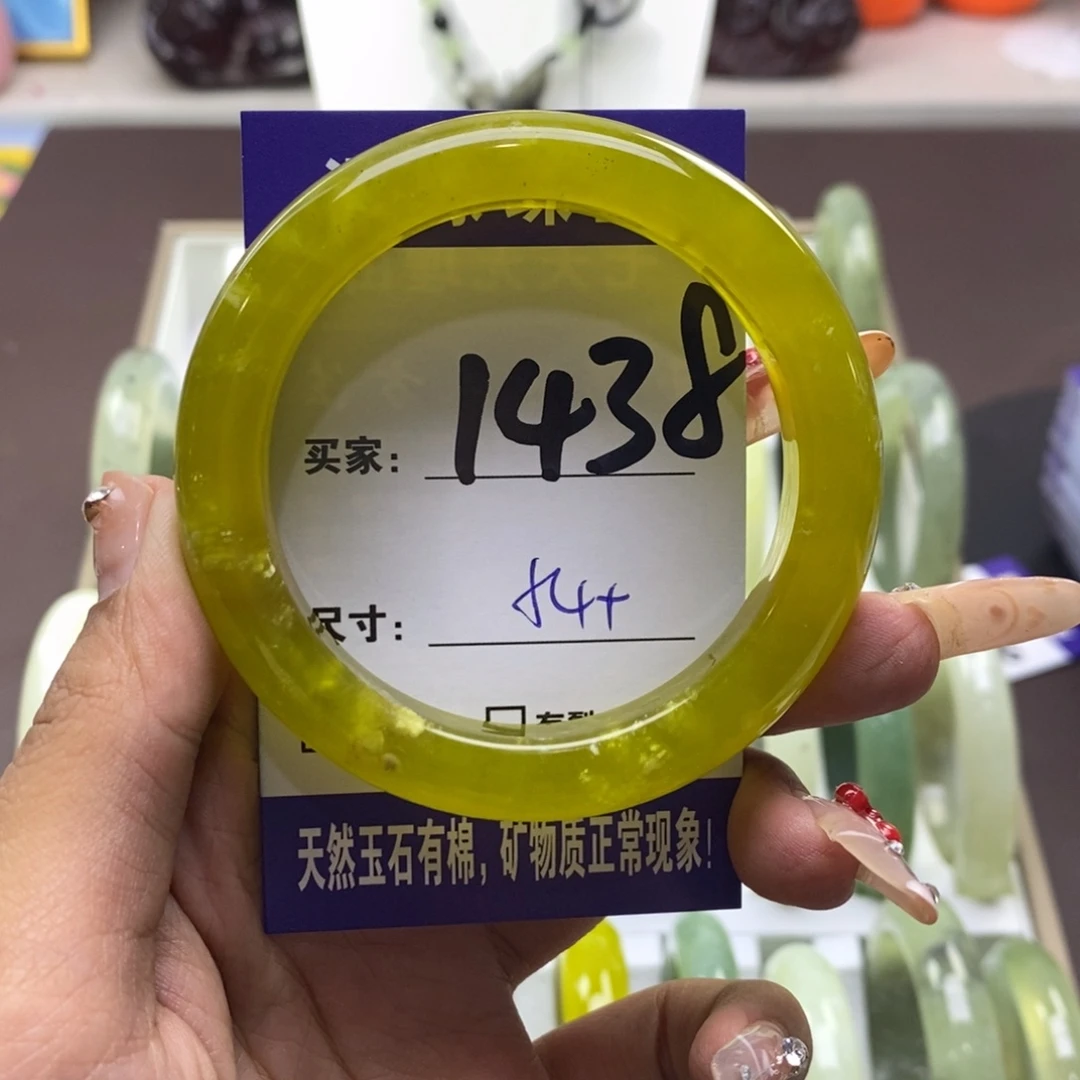 买家: 1438
尺寸: 54+
天然玉石有棉, 矿物质正常现象!